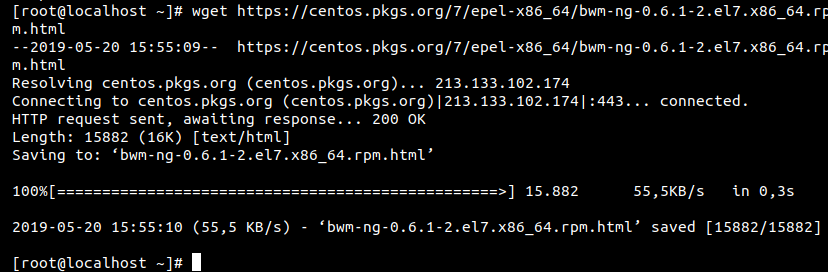 [root@localhost ~]# wget https://centos.pkgs.org/7/epel-x86_64/bwm-ng-0.6.1-2.el7.x86_64.rp
m.html
--2019-05-20 15:55:09--  https://centos.pkgs.org/7/epel-x86_64/bwm-ng-0.6.1-2.el7.x86_64.rp
m.html
Resolving centos.pkgs.org (centos.pkgs.org)... 213.133.102.174
Connecting to centos.pkgs.org (centos.pkgs.org)|213.133.102.174|:443... connected.
HTTP request sent, awaiting response... 200 OK
Length: 15882 (16K) [text/html]
Saving to: ‘bwm-ng-0.6.1-2.el7.x86_64.rpm.html’
100%[=================================================>] 15.882      55,5KB/s   in 0,3s
2019-05-20 15:55:10 (55,5 KB/s) - ‘bwm-ng-0.6.1-2.el7.x86_64.rpm.html’ saved [15882/15882]
[root@localhost ~]#